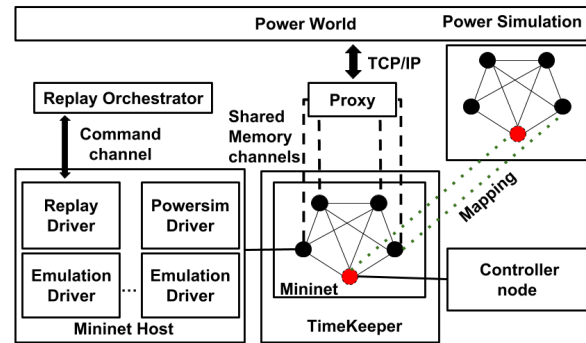 Power World
Power Simulation
TCP/IP
Replay Orchestrator
Proxy
Command
channel
Shared
Memory
channels
Mapping
Replay
Driver
Powersim
Driver
Emulation
Driver
...
Emulation
Driver
Mininet Host
Mininet
TimeKeeper
Controller
node